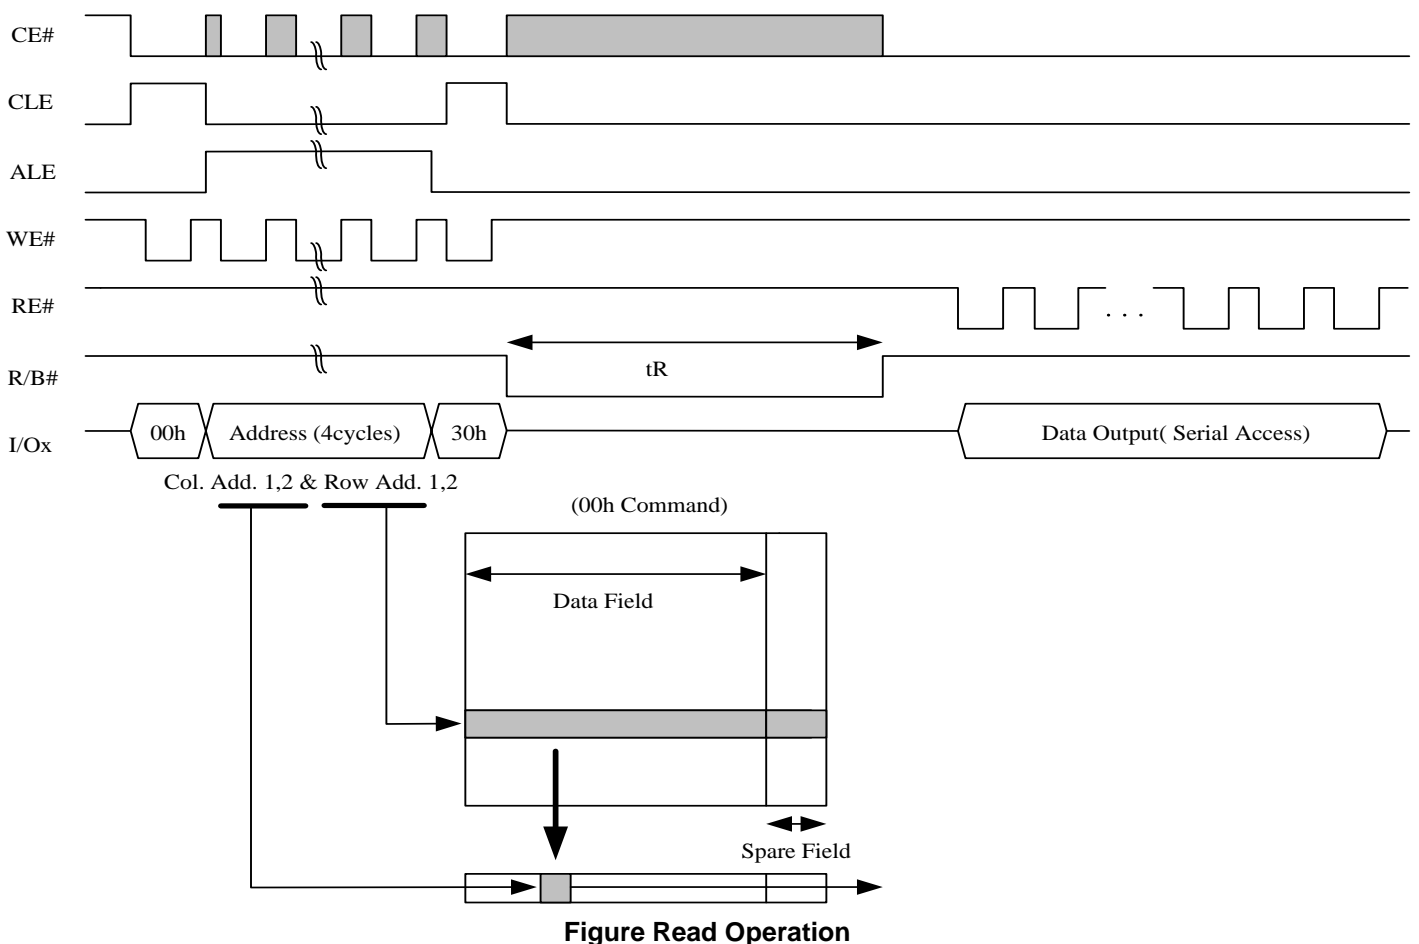 CE#
CLE
ALE
WE#
RE#
. . .
R/B#
tR
I/Ox
00h
Address (4cycles)
30h
Data Output( Serial Access)
Col. Add. 1,2 & Row Add. 1,2
(00h Command)
Data Field
Spare Field
Figure Read Operation